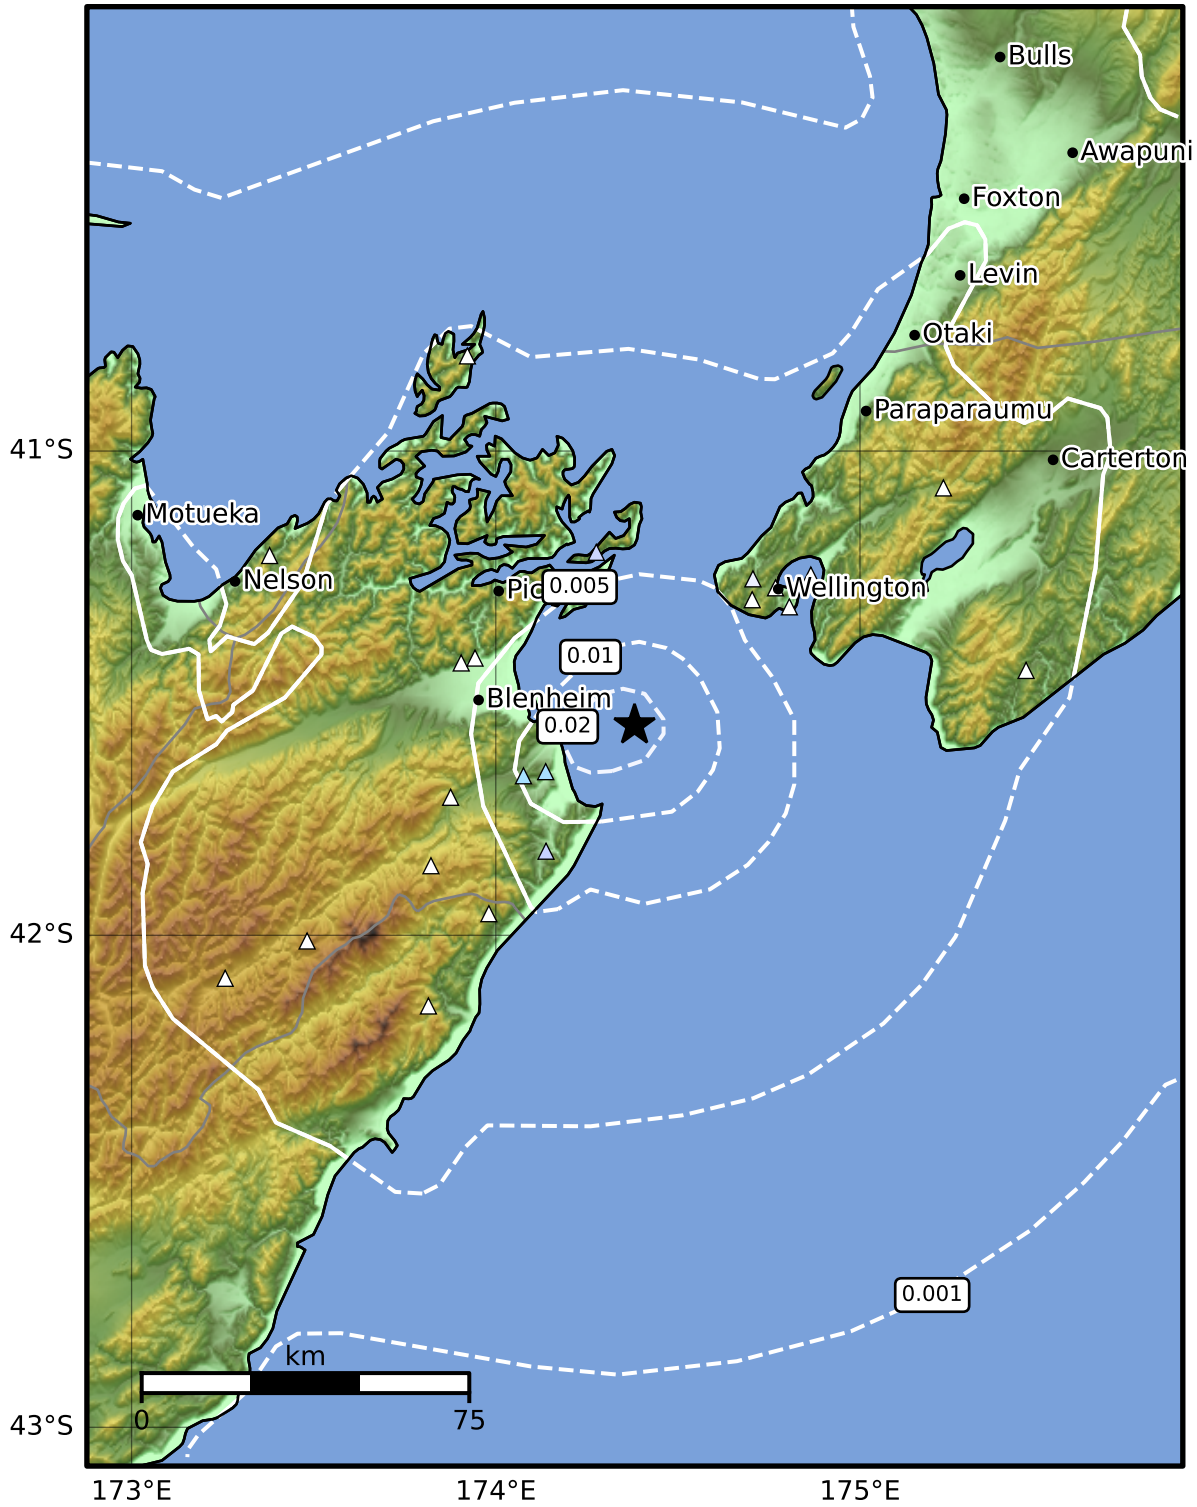 Bulls
Awapuni
Foxton
Levin
Otaki
Paraparaumu
41°S
Carterton
Motueka
Nelson
Pic
0.005
Wellington
0.01
Blenheim
0.02
42°S
0.001
km
0
75
43°S
173°E
174°E
175°E